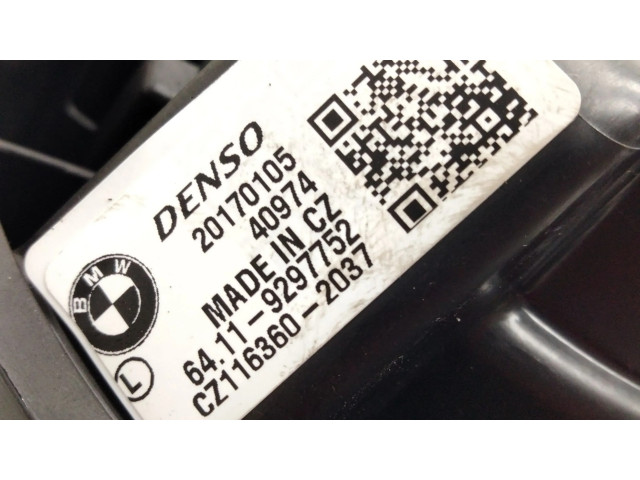 DENSO
20170105
40974
MADE IN CZ
64.11-9297752
CZ116360-2037
BMW
L